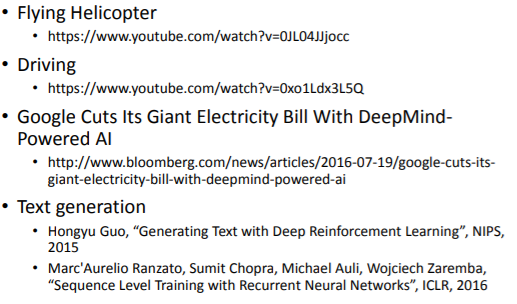 • Flying Helicopter
• https://www.youtube.com/watch?v=0JL04JJjocc
• Driving
• https://www.youtube.com/watch?v=0xo1Ldx3L5Q
• Google Cuts Its Giant Electricity Bill With DeepMind-
Powered AI
• http://www.bloomberg.com/news/articles/2016-07-19/google-cuts-its-
giant-electricity-bill-with-deepmind-powered-ai
• Text generation
• Hongyu Guo, “Generating Text with Deep Reinforcement Learning”, NIPS,
2015
• Marc'Aurelio Ranzato, Sumit Chopra, Michael Auli, Wojciech Zaremba,
“Sequence Level Training with Recurrent Neural Networks”, ICLR, 2016